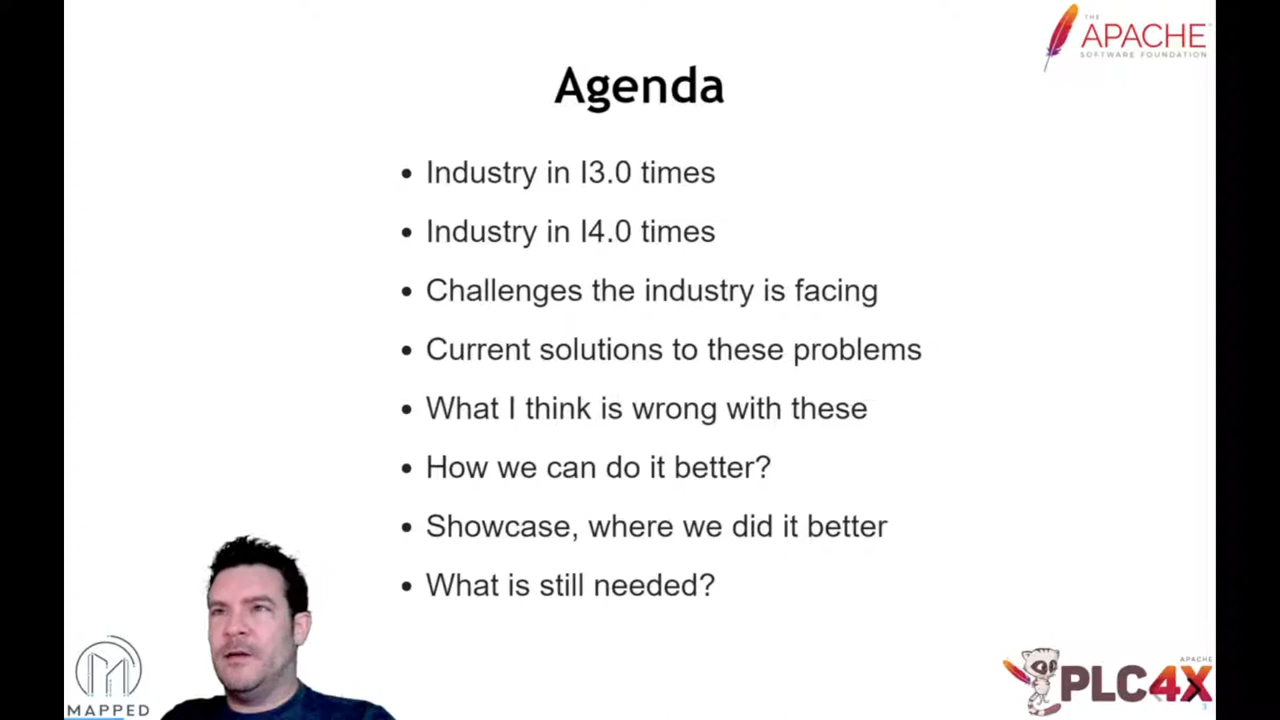 THE
APACHE
SOFTWARE FOUNDATION
Agenda
• Industry in I3.0 times
• Industry in I4.0 times
• Challenges the industry is facing
• Current solutions to these problems
• What I think is wrong with these
• How we can do it better?
• Showcase, where we did it better
• What is still needed?
MAPPED
APACHE
PLC4X
3